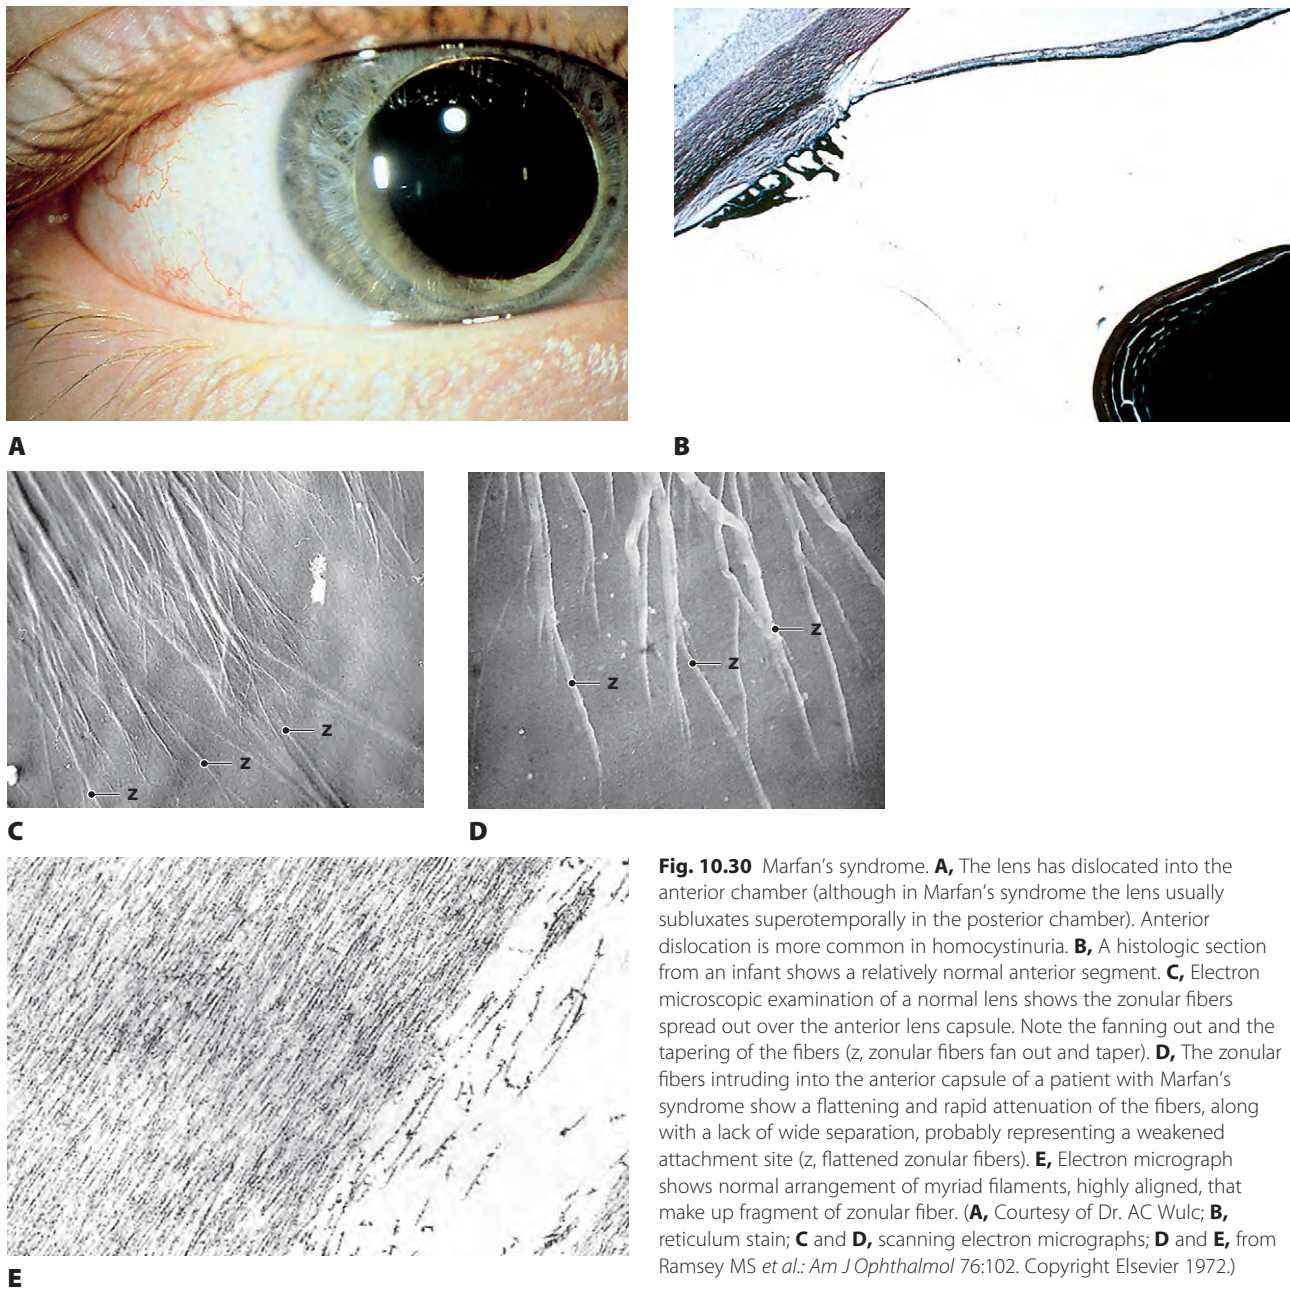 A
B
z
z
z
z
z
z
C
D
Fig. 10.30 Marfan's syndrome. A, The lens has dislocated into the
anterior chamber (although in Marfan's syndrome the lens usually
subluxates superotemporally in the posterior chamber). Anterior
dislocation is more common in homocystinuria. B, A histologic section
from an infant shows a relatively normal anterior segment. C, Electron
microscopic examination of a normal lens shows the zonular fibers
spread out over the anterior lens capsule. Note the fanning out and the
tapering of the fibers (z, zonular fibers fan out and taper). D, The zonular
fibers intruding into the anterior capsule of a patient with Marfan's
syndrome show a flattening and rapid attenuation of the fibers, along
with a lack of wide separation, probably representing a weakened
attachment site (z, flattened zonular fibers). E, Electron micrograph
shows normal arrangement of myriad filaments, highly aligned, that
make up fragment of zonular fiber. (A, Courtesy of Dr. AC Wulc; B,
reticulum stain; C and D, scanning electron micrographs; D and E, from
Ramsey MS et al.: Am J Ophthalmol 76:102. Copyright Elsevier 1972.)
E